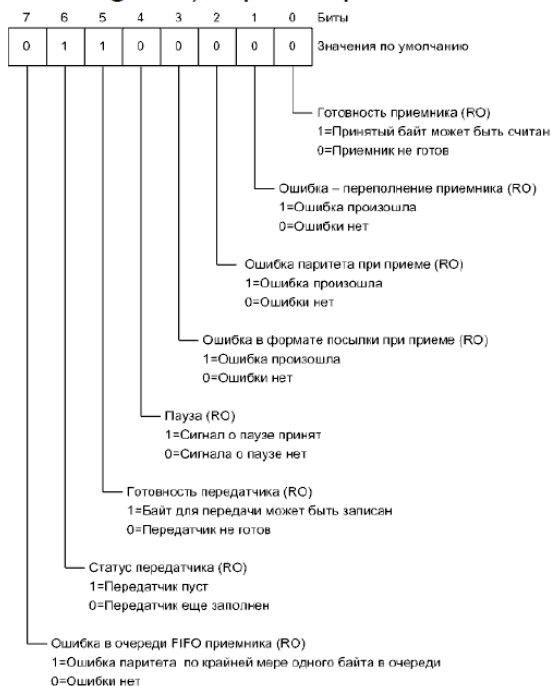 7 6 5 4 3 2 1 0 Биты
0 1 1 0 0 0 0 0 Значения по умолчанию
Готовность приемника (RO)
1=Принятый байт может быть считан
0=Приемник не готов
Ошибка – переполнение приемника (RO)
1=Ошибка произошла
0=Ошибки нет
Ошибка паритета при приеме (RO)
1=Ошибка произошла
0=Ошибки нет
Ошибка в формате посылки при приеме (RO)
1=Ошибка произошла
0=Ошибки нет
Пауза (RO)
1=Сигнал о паузе принят
0=Сигнала о паузе нет
Готовность передатчика (RO)
1=Байт для передачи может быть записан
0=Передатчик не готов
Статус передатчика (RO)
1=Передатчик пуст
0=Передатчик еще заполнен
Ошибка в очереди FIFO приемника (RO)
1=Ошибка паритета по крайней мере одного байта в очереди
0=Ошибки нет